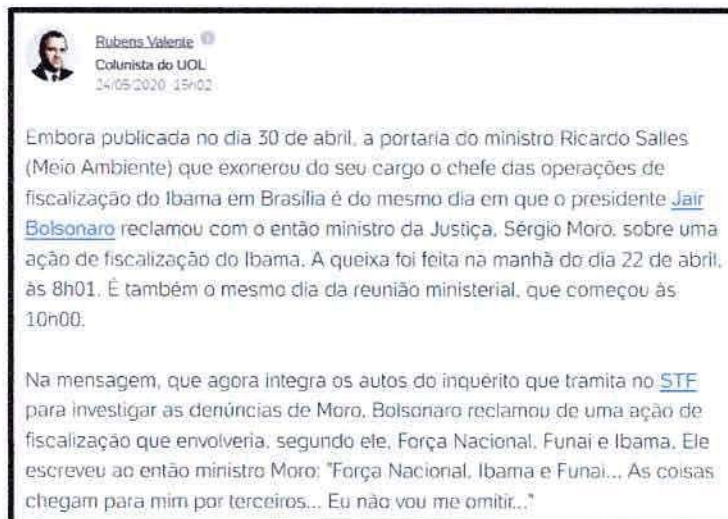 Rubens Valente
Colunista do UOL
24/05/2020 15h02
Embora publicada no dia 30 de abril, a portaria do ministro Ricardo Salles
(Meio Ambiente) que exonerou do seu cargo o chefe das operações de
fiscalização do Ibama em Brasília é do mesmo dia em que o presidente Jair
Bolsonaro reclamou com o então ministro da Justiça, Sérgio Moro, sobre uma
ação de fiscalização do Ibama. A queixa foi feita na manhã do dia 22 de abril,
às 8h01. É também o mesmo dia da reunião ministerial, que começou às
10h00.
Na mensagem, que agora integra os autos do inquérito que tramita no STF
para investigar as denúncias de Moro, Bolsonaro reclamou de uma ação de
fiscalização que envolveria, segundo ele, Força Nacional, Funai e Ibama. Ele
escreveu ao então ministro Moro: "Força Nacional, Ibama e Funai... As coisas
chegam para mim por terceiros... Eu não vou me omitir..."